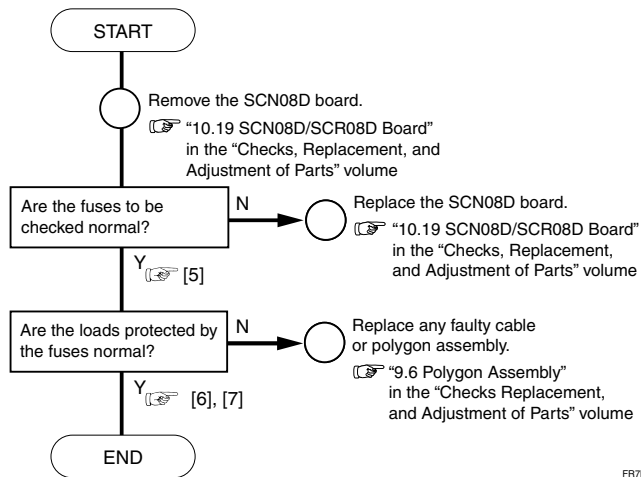 START
Remove the SCN08D board.
“10.19 SCN08D/SCR08D Board”
in the “Checks, Replacement, and
Adjustment of Parts” volume
Are the fuses to be
checked normal?
N
Replace the SCN08D board.
“10.19 SCN08D/SCR08D Board”
in the “Checks, Replacement,
and Adjustment of Parts” volume
Y
[5]
Are the loads protected by
the fuses normal?
N
Replace any faulty cable
or polygon assembly.
“9.6 Polygon Assembly”
in the “Checks Replacement,
and Adjustment of Parts” volume
Y
[6], [7]
END